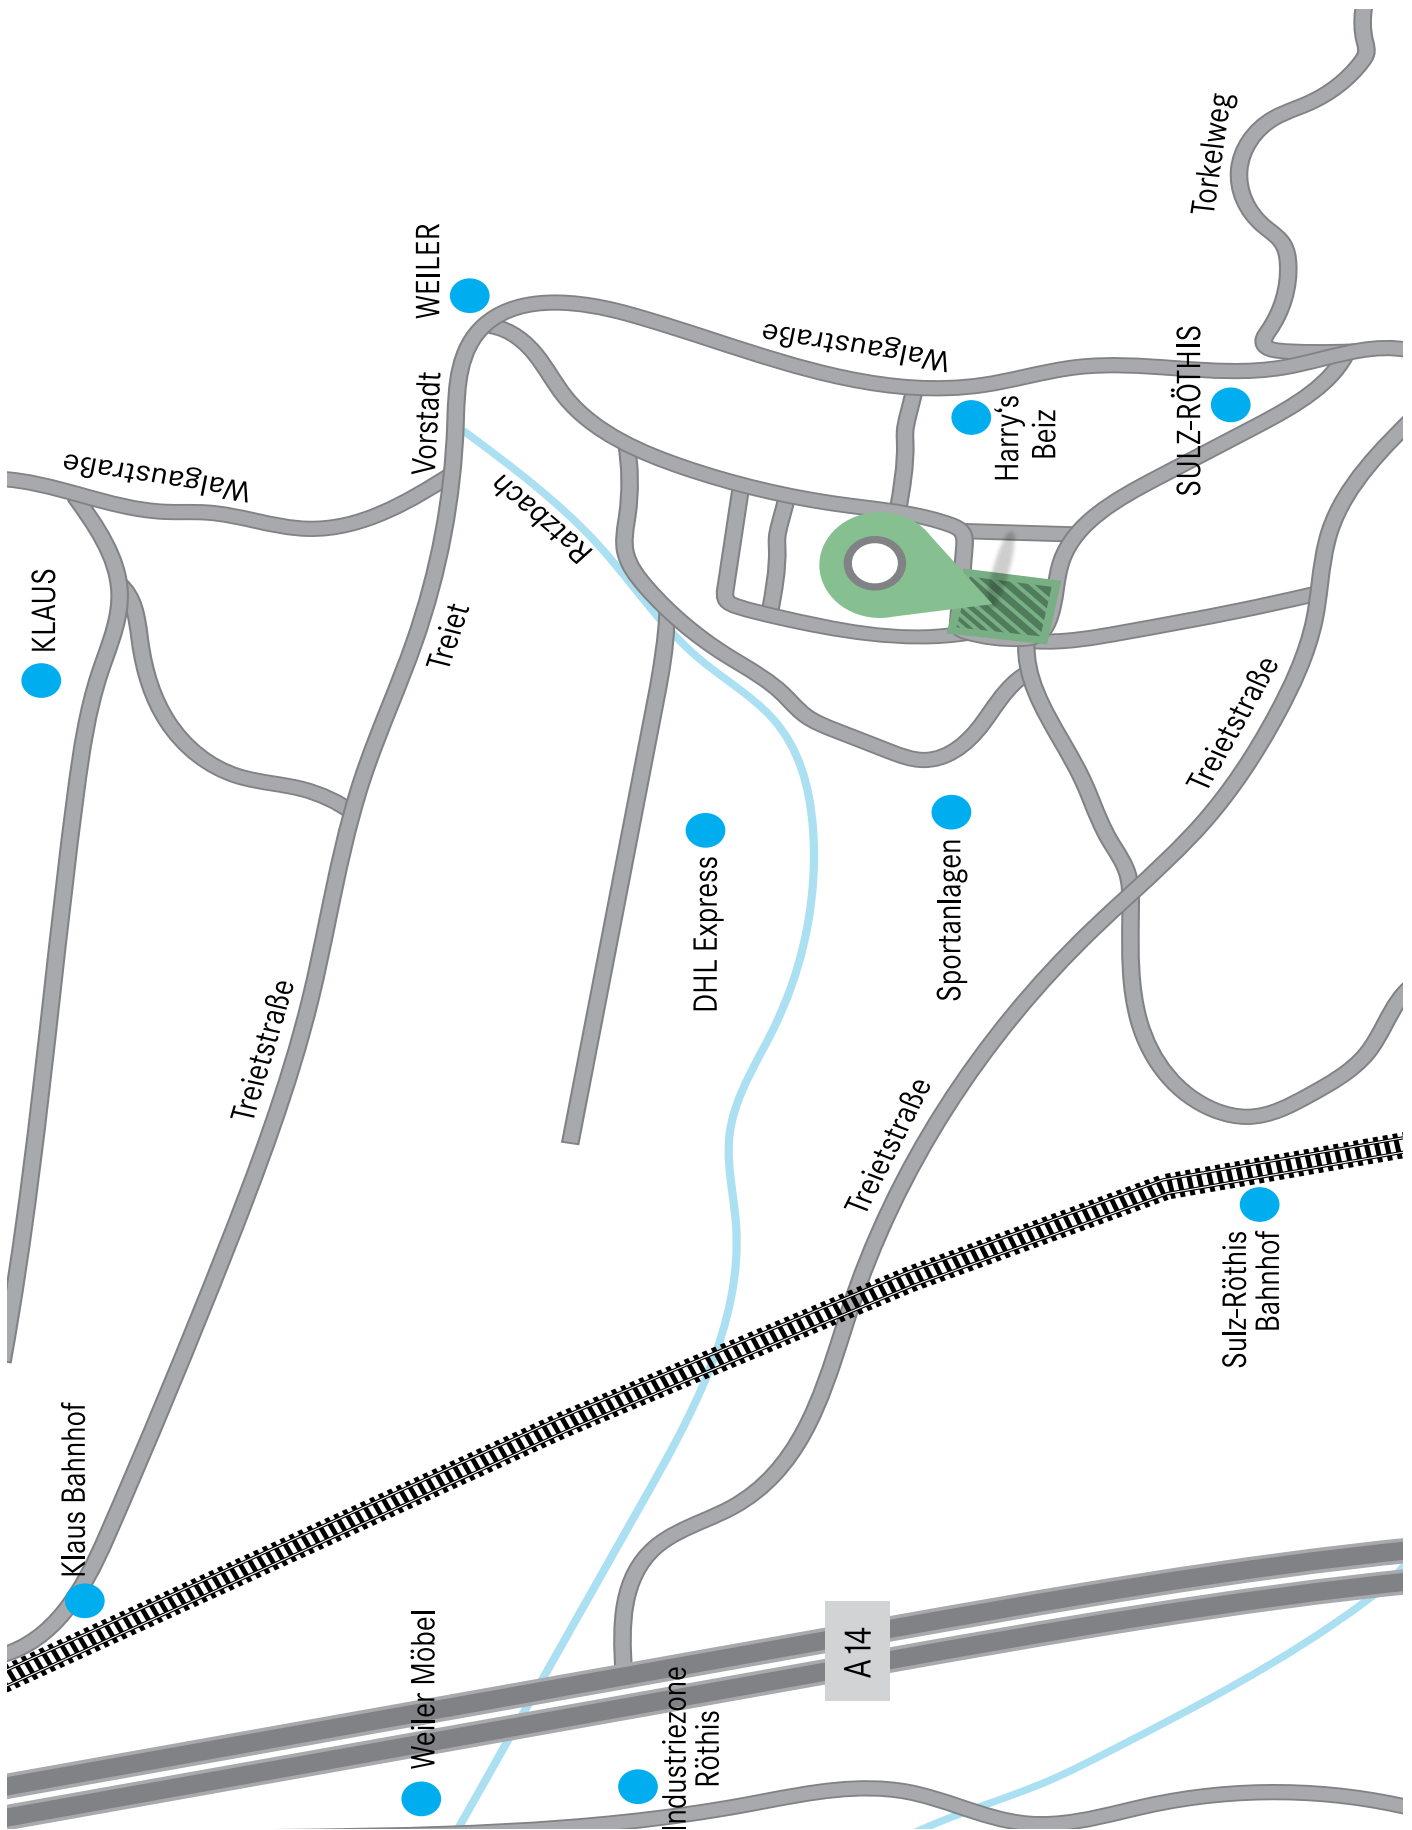 Torkelweg
WEILER
Walgaustraße
SULZ-RÖTHIS
Vorstadt
Harry's
Beiz
Walgaustraße
Ratzbach
KLAUS
Treiet
Treietstraße
DHL Express
Sportanlagen
Treietstraße
Treietstraße
Sulz-Röthis
Bahnhof
Klaus Bahnhof
Weiler Möbel
A 14
Industriezone
Röthis